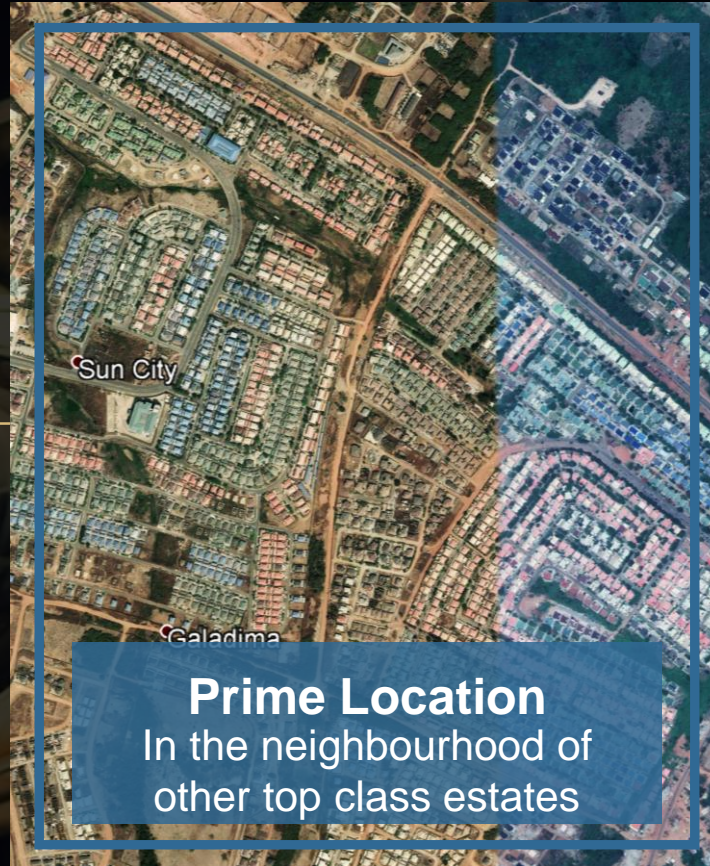 Sun City
Galadima
Prime Location
In the neighbourhood of
other top class estates